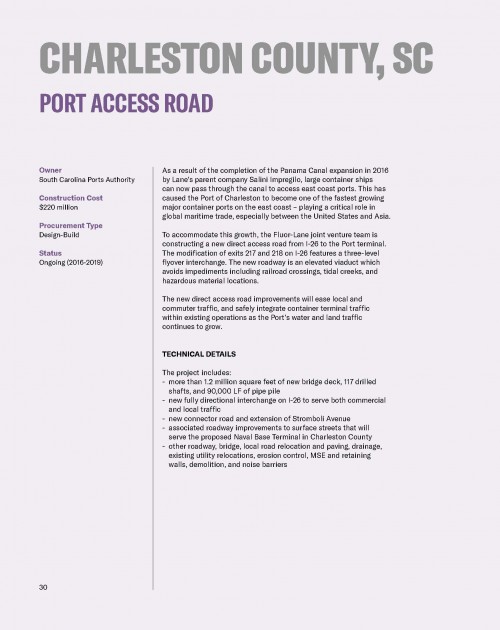 CHARLESTON COUNTY, SC
PORT ACCESS ROAD
Owner
South Carolina Ports Authority
Construction Cost
$220 million
Procurement Type
Design-Build
Status
Ongoing (2016-2019)
As a result of the completion of the Panama Canal expansion in 2016
by Lane's parent company Salini Impregilo, large container ships
can now pass through the canal to access east coast ports. This has
caused the Port of Charleston to become one of the fastest growing
major container ports on the east coast – playing a critical role in
global maritime trade, especially between the United States and Asia.
To accommodate this growth, the Fluor-Lane joint venture team is
constructing a new direct access road from I-26 to the Port terminal.
The modification of exits 217 and 218 on I-26 features a three-level
flyover interchange. The new roadway is an elevated viaduct which
avoids impediments including railroad crossings, tidal creeks, and
hazardous material locations.
The new direct access road improvements will ease local and
commuter traffic, and safely integrate container terminal traffic
within existing operations as the Port's water and land traffic
continues to grow.
TECHNICAL DETAILS
The project includes:
- more than 1.2 million square feet of new bridge deck, 117 drilled
shafts, and 90,000 LF of pipe pile
- new fully directional interchange on I-26 to serve both commercial
and local traffic
- new connector road and extension of Stromboli Avenue
- associated roadway improvements to surface streets that will
serve the proposed Naval Base Terminal in Charleston County
- other roadway, bridge, local road relocation and paving, drainage,
existing utility relocations, erosion control, MSE and retaining
walls, demolition, and noise barriers
30